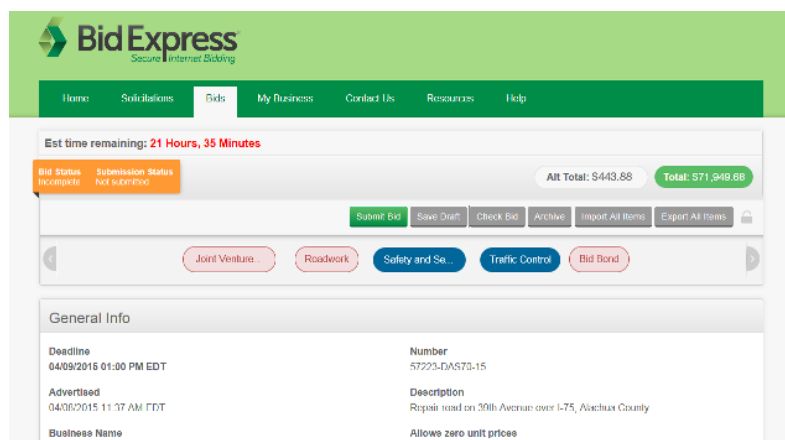 Bid Express
Secure Internet Bidding
Home Solicitations Bids My Business Contact Us Resources Help
Est time remaining: 21 Hours, 35 Minutes
Bid Status Submission Status
Incomplete Not submitted
Alt Total: $443.88 Total: $71,949.68
Submit Bid Save Draft Check Bid Archive Import All Items Export All Items
Joint Venture... Roadwork Safety and Se... Traffic Control Bid Bond
General Info
Deadline Number
04/09/2015 01:00 PM EDT 57223-DAS70-15
Advertised Description
04/08/2015 11:37 AM EDT Repair road on 39th Avenue over I-75, Alachua County
Business Name Allows zero unit prices